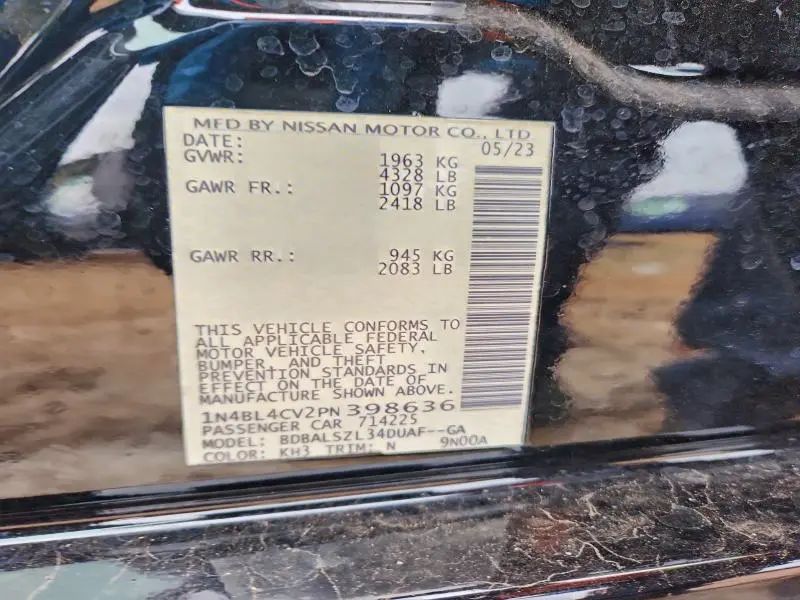 MFD BY NISSAN MOTOR CO., LTD
DATE: 05/23
GVWR: 1963 KG
4328 LB
GAWR FR.: 1097 KG
2418 LB
GAWR RR.: 945 KG
2083 LB
THIS VEHICLE CONFORMS TO
ALL APPLICABLE FEDERAL
MOTOR VEHICLE SAFETY,
BUMPER, AND THEFT
PREVENTION STANDARDS IN
EFFECT ON THE DATE OF
MANUFACTURE SHOWN ABOVE.
1N4BL4CV2PN398636
PASSENGER CAR 714225
MODEL: BDBALSZL34DUAF--GA
COLOR: KH3 TRIM: N 9N00A